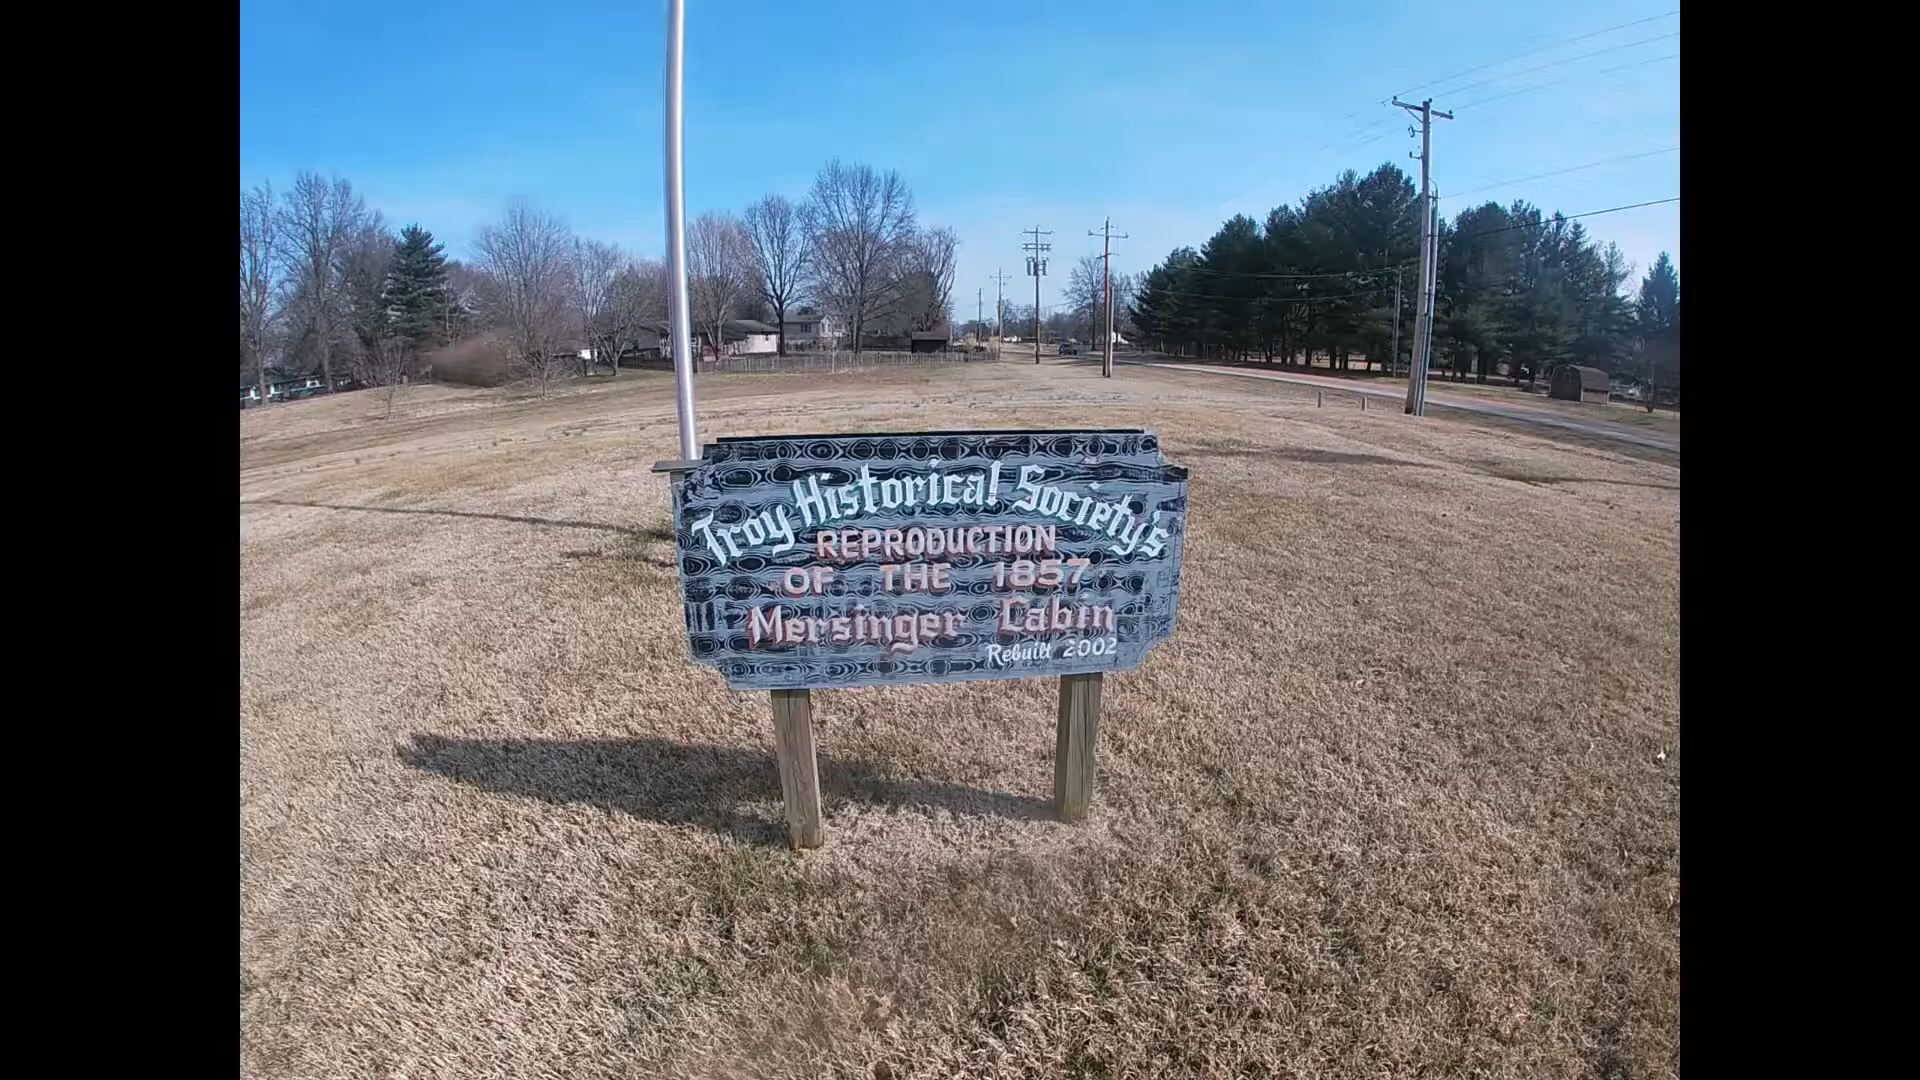 Troy Historical Society's
REPRODUCTION
OF THE 1857
Mersinger Cabin
Rebuilt 2002